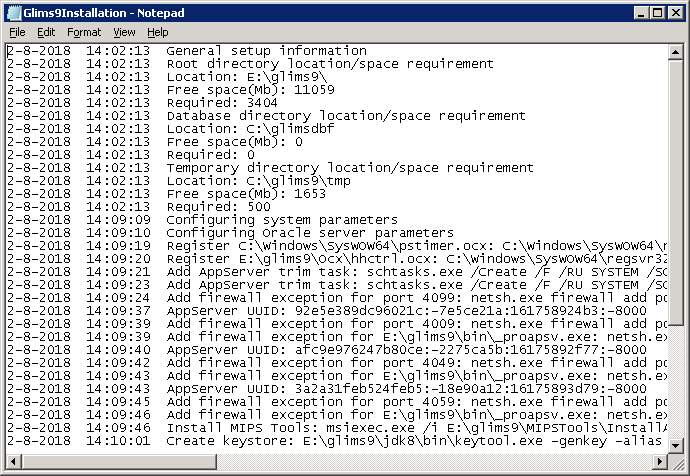 Glims9Installation - Notepad
File Edit Format View Help
2-8-2018 14:02:13 General setup information
2-8-2018 14:02:13 Root directory location/space requirement
2-8-2018 14:02:13 Location: E:\glims9\
2-8-2018 14:02:13 Free space(Mb): 11059
2-8-2018 14:02:13 Required: 3404
2-8-2018 14:02:13 Database directory location/space requirement
2-8-2018 14:02:13 Location: C:\glimsdbf
2-8-2018 14:02:13 Free space(Mb): 0
2-8-2018 14:02:13 Required: 0
2-8-2018 14:02:13 Temporary directory location/space requirement
2-8-2018 14:02:13 Location: C:\glims9\tmp
2-8-2018 14:02:13 Free space(Mb): 1653
2-8-2018 14:02:13 Required: 500
2-8-2018 14:09:09 Configuring system parameters
2-8-2018 14:09:10 Configuring Oracle server parameters
2-8-2018 14:09:19 Register C:\Windows\SysWOW64\pstimer.ocx: C:\Windows\SysWOW64\r
2-8-2018 14:09:20 Register E:\glims9\Ocx\hhctrl.ocx: C:\Windows\SysWOW64\regsvr32
2-8-2018 14:09:21 Add AppServer trim task: schtasks.exe /Create /F /RU SYSTEM /SC
2-8-2018 14:09:23 Add AppServer trim task: schtasks.exe /Create /F /RU SYSTEM /SC
2-8-2018 14:09:24 Add firewall exception for port 4099: netsh.exe firewall add po
2-8-2018 14:09:37 AppServer UUID: 92e5e389dc96021c:-7e5ce21a:161758924b3:-8000
2-8-2018 14:09:39 Add firewall exception for port 4009: netsh.exe firewall add po
2-8-2018 14:09:39 Add firewall exception for E:\glims9\bin\_proapsv.exe: netsh.ex
2-8-2018 14:09:40 AppServer UUID: afc9e976247b80ce:-2275ca5b:16175892f77:-8000
2-8-2018 14:09:42 Add firewall exception for port 4049: netsh.exe firewall add po
2-8-2018 14:09:43 Add firewall exception for E:\glims9\bin\_proapsv.exe: netsh.ex
2-8-2018 14:09:43 AppServer UUID: 3a2a31feb524feb5:-18e90a12:16175893d79:-8000
2-8-2018 14:09:45 Add firewall exception for port 4059: netsh.exe firewall add po
2-8-2018 14:09:46 Add firewall exception for E:\glims9\bin\_proapsv.exe: netsh.ex
2-8-2018 14:09:46 Install MIPS Tools: msiexec.exe /i E:\glims9\MIPSTools\InstallA
2-8-2018 14:10:01 Create keystore: E:\glims9\jdk8\bin\keytool.exe -genkey -alias